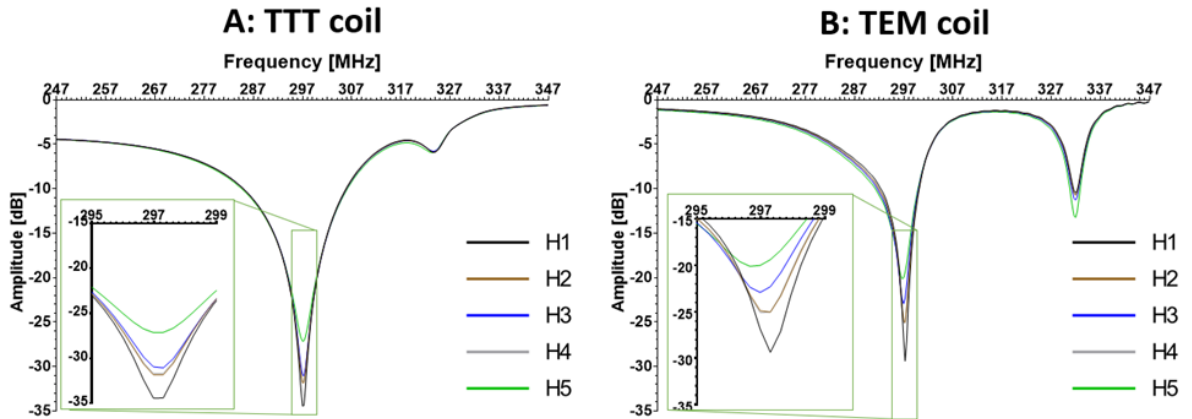 A: TTT coil
Frequency [MHz]
247 257 267 277 287 297 307 317 327 337 347
0
-5
-10
-15
-20
-25
-30
-35
Amplitude [dB]
295 297 299
-15
-20
-25
-30
-35
H1
H2
H3
H4
H5
B: TEM coil
Frequency [MHz]
247 257 267 277 287 297 307 317 327 337 347
0
-5
-10
-15
-20
-25
-30
-35
Amplitude [dB]
295 297 299
-15
-20
-25
-30
-35
H1
H2
H3
H4
H5